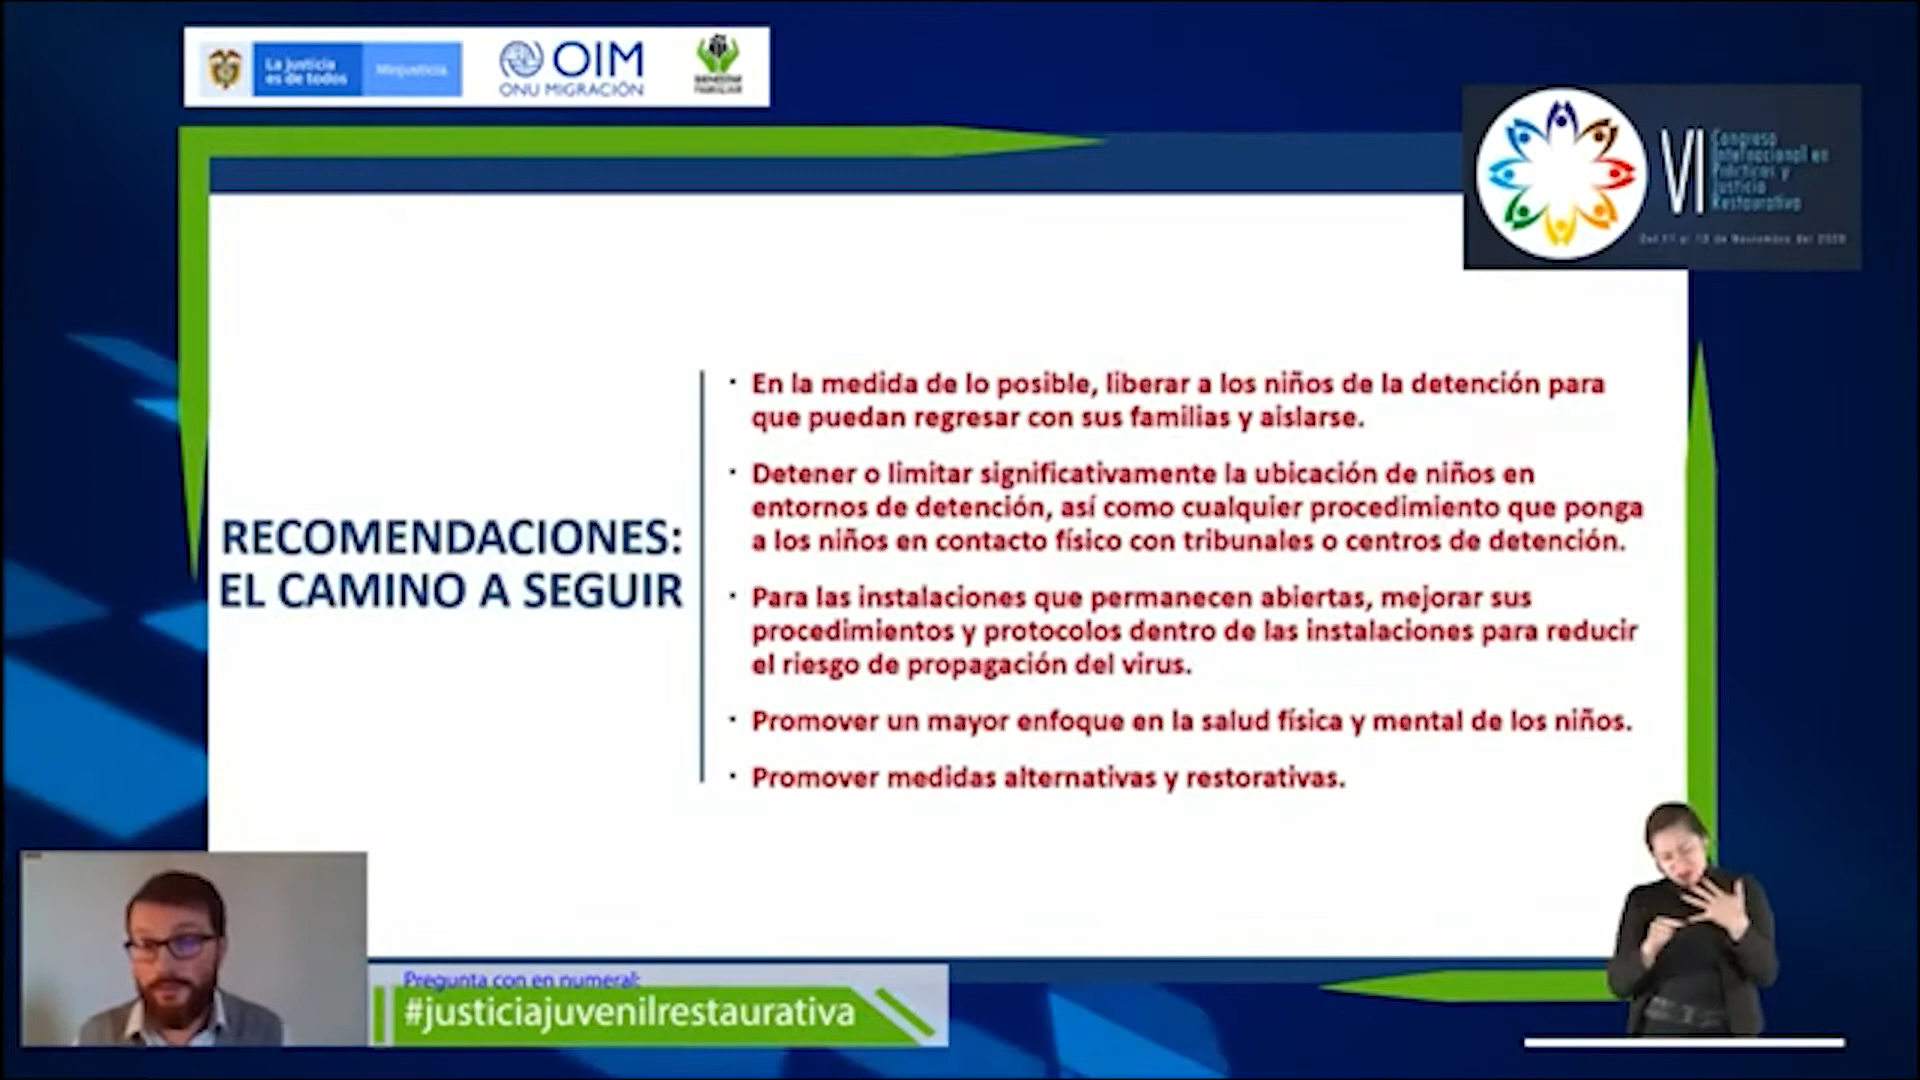 La justicia
es de todos
Minjusticia
OIM
ONU MIGRACIÓN
BIENESTAR
FAMILIAR
VI
Congreso
Internacional en
Prácticas y
Justicia
Restaurativa
RECOMENDACIONES:
EL CAMINO A SEGUIR
· En la medida de lo posible, liberar a los niños de la detención para
que puedan regresar con sus familias y aislarse.
· Detener o limitar significativamente la ubicación de niños en
entornos de detención, así como cualquier procedimiento que ponga
a los niños en contacto físico con tribunales o centros de detención.
· Para las instalaciones que permanecen abiertas, mejorar sus
procedimientos y protocolos dentro de las instalaciones para reducir
el riesgo de propagación del virus.
· Promover un mayor enfoque en la salud física y mental de los niños.
· Promover medidas alternativas y restorativas.
Pregunta con en numeral:
#justiciajuvenilrestaurativa